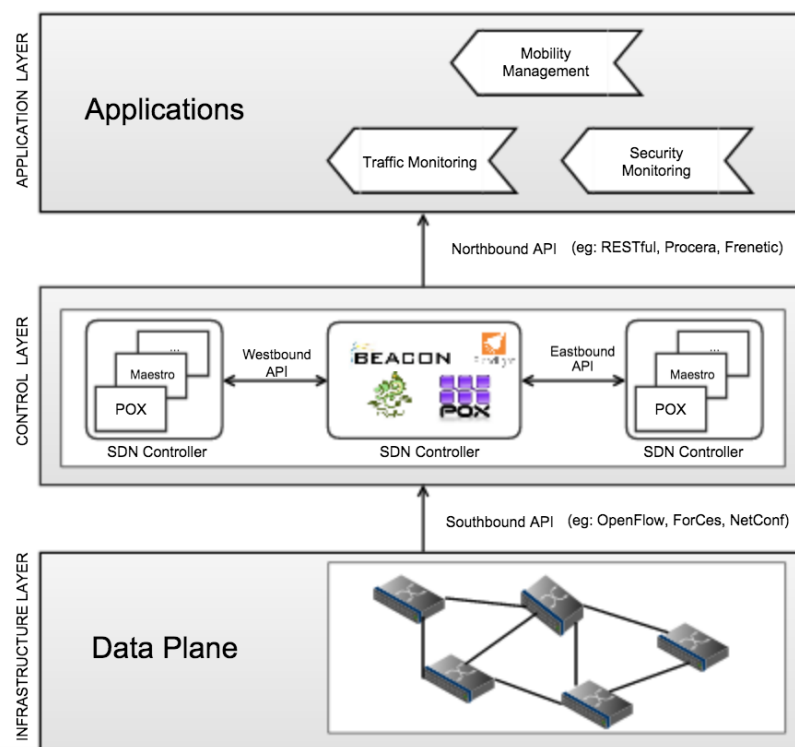 APPLICATION LAYER
Applications
Mobility
Management
Traffic Monitoring
Security
Monitoring
Northbound API (eg: RESTful, Procera, Frenetic)
CONTROL LAYER
...
Maestro
POX
SDN Controller
Westbound
API
BEACON
POX
SDN Controller
Eastbound
API
...
Maestro
POX
SDN Controller
Southbound API (eg: OpenFlow, ForCes, NetConf)
INFRASTRUCTURE LAYER
Data Plane